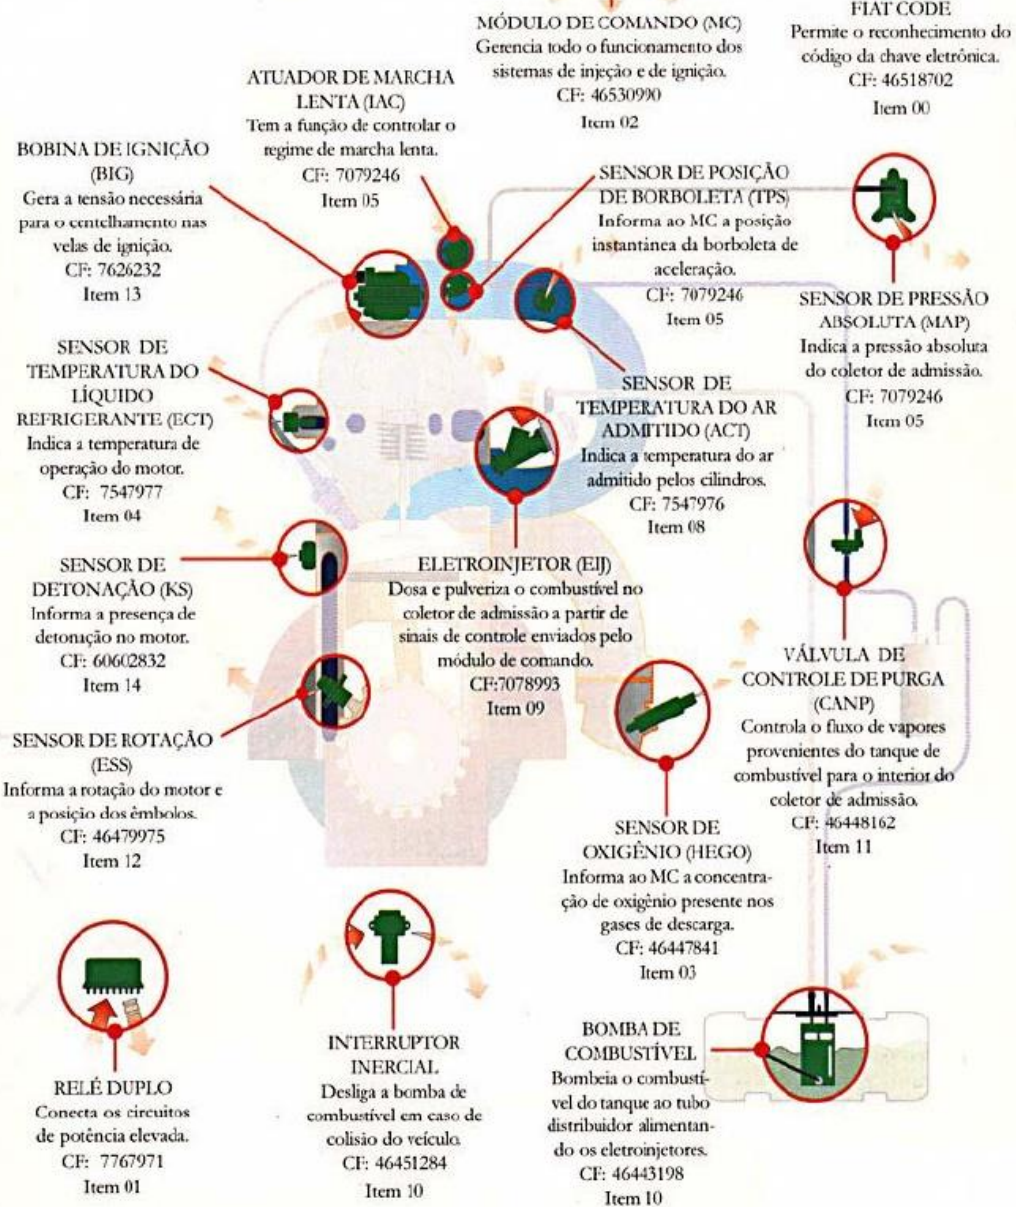 MÓDULO DE COMANDO (MC)
Gerencia todo o funcionamento dos
sistemas de injeção e de ignição.
CF: 46530990
Item 02
FIAT CODE
Permite o reconhecimento do
código da chave eletrônica.
CF: 46518702
Item 00
ATUADOR DE MARCHA
LENTA (IAC)
Tem a função de controlar o
regime de marcha lenta.
CF: 7079246
Item 05
BOBINA DE IGNIÇÃO
(BIG)
Gera a tensão necessária
para o centelhamento nas
velas de ignição.
CF: 7626232
Item 13
SENSOR DE POSIÇÃO
DE BORBOLETA (TPS)
Informa ao MC a posição
instantânea da borboleta de
aceleração.
CF: 7079246
Item 05
SENSOR DE PRESSÃO
ABSOLUTA (MAP)
Indica a pressão absoluta
do coletor de admissão.
CF: 7079246
Item 05
SENSOR DE
TEMPERATURA DO
LÍQUIDO
REFRIGERANTE (ECT)
Indica a temperatura de
operação do motor.
CF: 7547977
Item 04
SENSOR DE
TEMPERATURA DO AR
ADMITIDO (ACT)
Indica a temperatura do ar
admitido pelos cilindros.
CF: 7547976
Item 08
SENSOR DE
DETONAÇÃO (KS)
Informa a presença de
detonação no motor.
CF: 60602832
Item 14
ELETROINJETOR (EIJ)
Dosa e pulveriza o combustível no
coletor de admissão a partir de
sinais de controle enviados pelo
módulo de comando.
CF:7078993
Item 09
VÁLVULA DE
CONTROLE DE PURGA
(CANP)
Controla o fluxo de vapores
provenientes do tanque de
combustível para o interior do
coletor de admissão.
CF: 46448162
Item 11
SENSOR DE ROTAÇÃO
(ESS)
Informa a rotação do motor e
a posição dos êmbolos.
CF: 46479975
Item 12
SENSOR DE
OXIGÊNIO (HEGO)
Informa ao MC a concentra-
ção de oxigênio presente nos
gases de descarga.
CF: 46447841
Item 03
RELÉ DUPLO
Conecta os circuitos
de potência elevada.
CF: 7767971
Item 01
INTERRUPTOR
INERCIAL
Desliga a bomba de
combustível em caso de
colisão do veículo.
CF: 46451284
Item 10
BOMBA DE
COMBUSTÍVEL
Bombeia o combustí-
vel do tanque ao tubo
distribuidor alimentan-
do os eletroinjetores.
CF: 46443198
Item 10